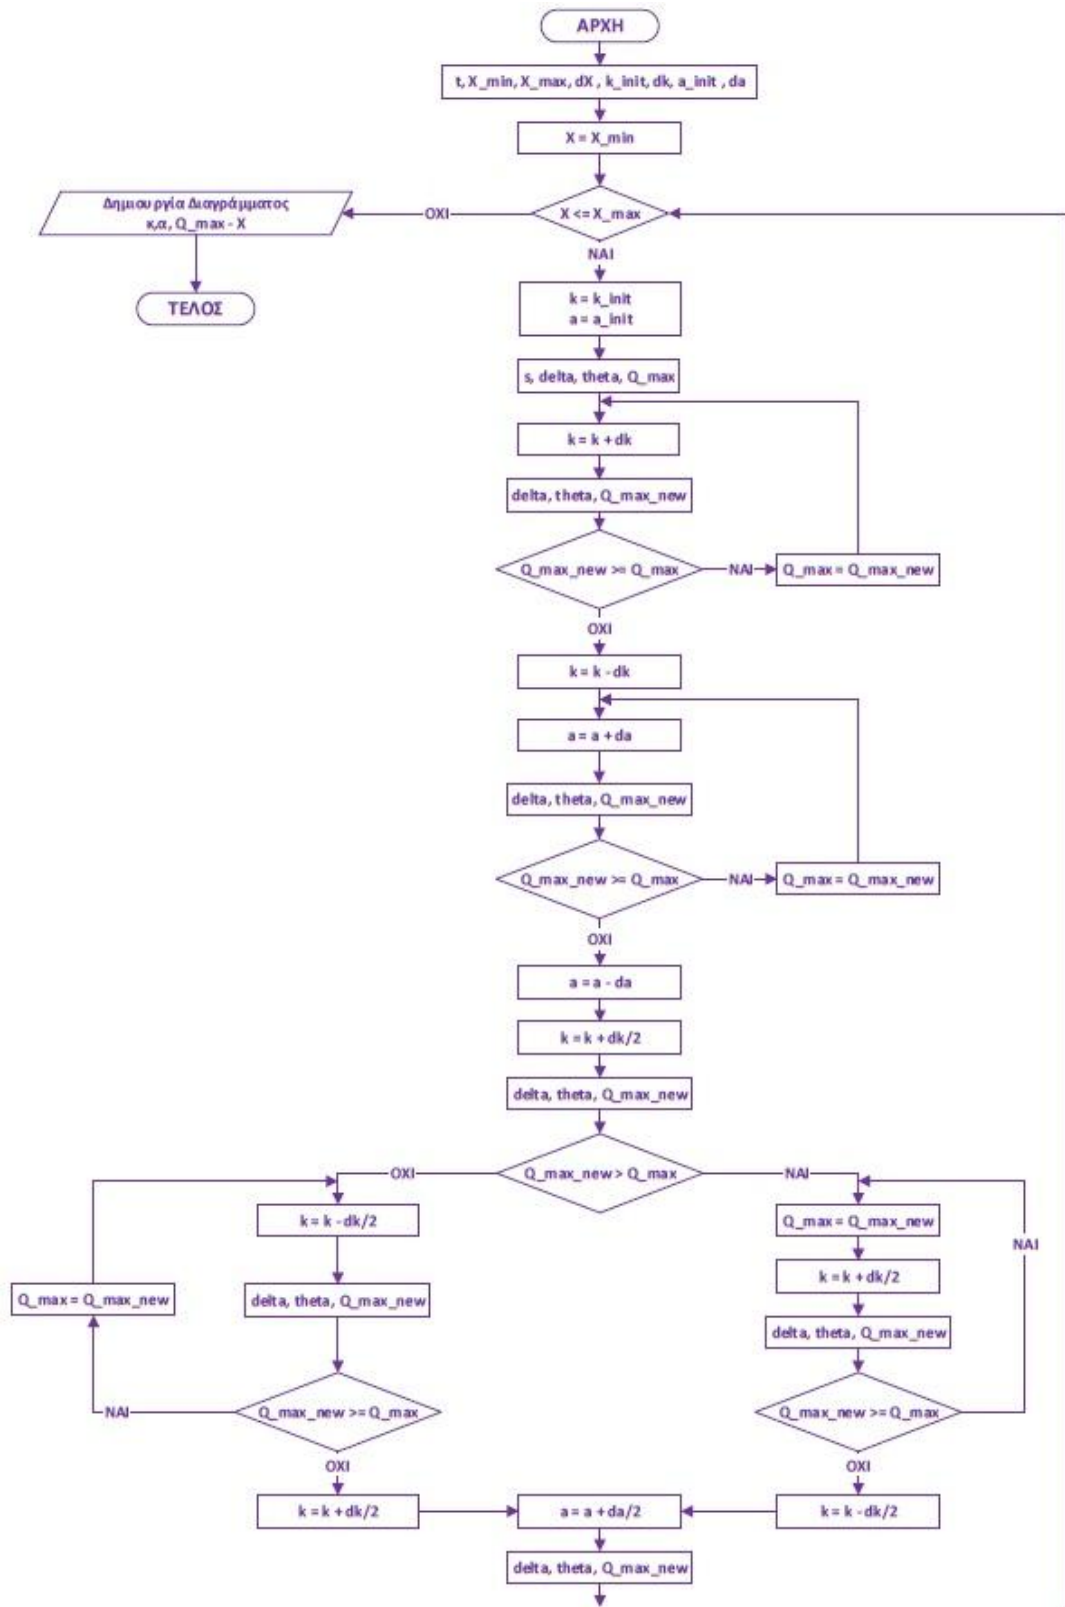 ΑΡΧΗ
t, X_min, X_max, dX , k_init, dk, a_init , da
X = X_min
X <= X_max
ΟΧΙ
Δημιουργία Διαγράμματος
κ,α, Q_max - X
ΤΕΛΟΣ
ΝΑΙ
k = k_init
a = a_init
s, delta, theta, Q_max
k = k + dk
delta, theta, Q_max_new
Q_max_new >= Q_max
ΝΑΙ
Q_max = Q_max_new
ΟΧΙ
k = k - dk
a = a + da
delta, theta, Q_max_new
Q_max_new >= Q_max
ΝΑΙ
Q_max = Q_max_new
ΟΧΙ
a = a - da
k = k + dk/2
delta, theta, Q_max_new
Q_max_new > Q_max
ΟΧΙ
k = k - dk/2
delta, theta, Q_max_new
Q_max_new >= Q_max
ΝΑΙ
Q_max = Q_max_new
ΟΧΙ
k = k + dk/2
ΝΑΙ
Q_max = Q_max_new
k = k + dk/2
delta, theta, Q_max_new
Q_max_new >= Q_max
ΝΑΙ
ΟΧΙ
k = k - dk/2
a = a + da/2
delta, theta, Q_max_new